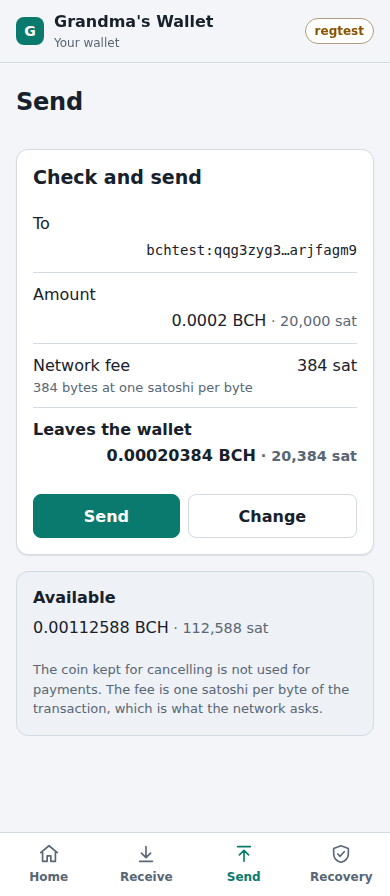 G
Grandma's Wallet
Your wallet
regtest
Send
Check and send
To
bchtest:qqg3zyg3…arjfagm9
Amount
0.0002 BCH · 20,000 sat
Network fee 384 sat
384 bytes at one satoshi per byte
Leaves the wallet
0.00020384 BCH · 20,384 sat
Send Change
Available
0.00112588 BCH · 112,588 sat
The coin kept for cancelling is not used for
payments. The fee is one satoshi per byte of the
transaction, which is what the network asks.
Home Receive Send Recovery